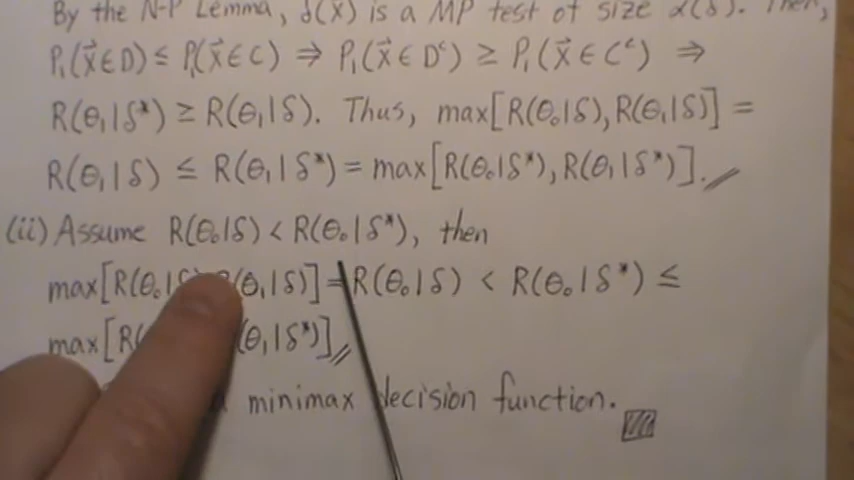 By the N-P Lemma, δ(x⃗) is a MP test of size α(δ). Then,
P₁(x⃗∈D) ≤ P₁(x⃗∈C) ⇒ P₁(x⃗∈Dᶜ) ≥ P₁(x⃗∈Cᶜ) ⇒
R(θ₁|δ*) ≥ R(θ₁|δ). Thus, max[R(θ₀|δ),R(θ₁|δ)] =
R(θ₁|δ) ≤ R(θ₁|δ*) = max[R(θ₀|δ*),R(θ₁|δ*)].
(ii) Assume R(θ₀|δ) < R(θ₀|δ*), then
max[R(θ₀|δ) (θ₁|δ)] = R(θ₀|δ) < R(θ₀|δ*) ≤
max[R (θ₁|δ*)]
minimax decision function.